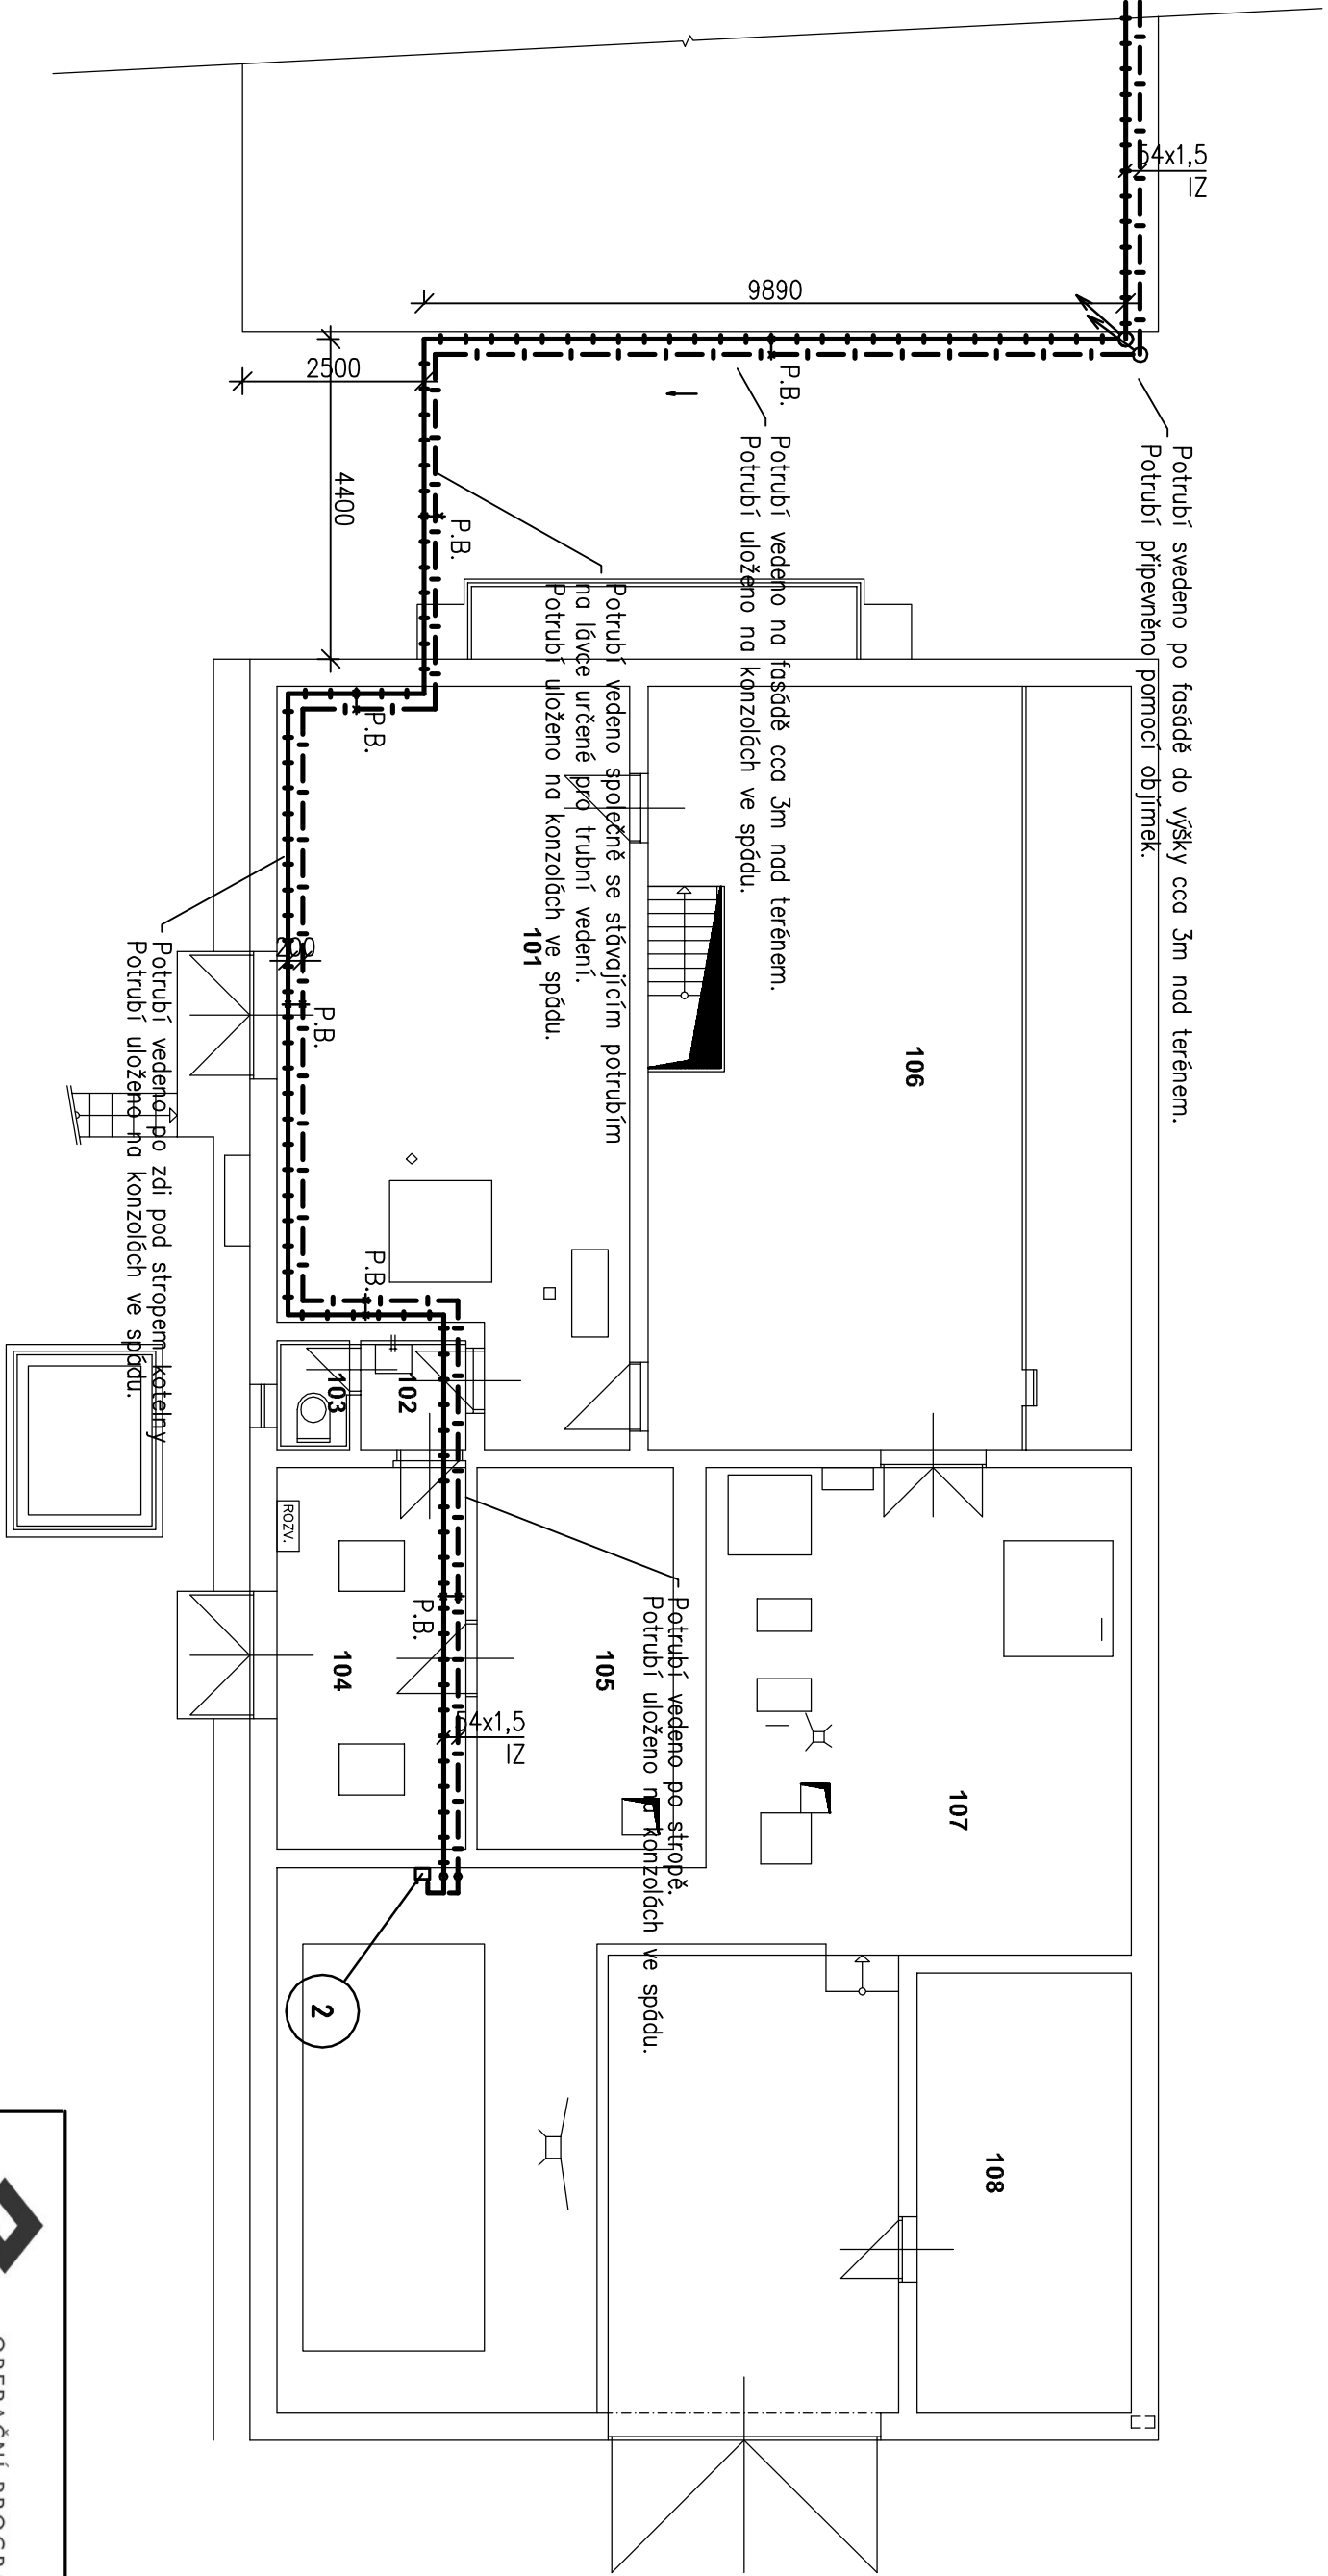 54x1,5
IZ
9890
2500
4400
P.B.
Potrubí svedeno po fasádě do výšky cca 3m nad terénem.
Potrubí připevněno pomocí objímek.
Potrubí vedeno na fasádě cca 3m nad terénem.
Potrubí uloženo na konzolách ve spádu.
P.B.
Potrubí vedeno společně se stávajícím potrubím
na lávce určené pro trubní vedení.
Potrubí uloženo na konzolách ve spádu.
P.B.
200
P.B.
101
106
Potrubí vedeno po zdi pod stropem kotelny
Potrubí uloženo na konzolách ve spádu.
P.B.
103
102
ROZV.
P.B.
104
105
54x1,5
IZ
Potrubí vedeno po stropě.
Potrubí uloženo na konzolách ve spádu.
107
2
108